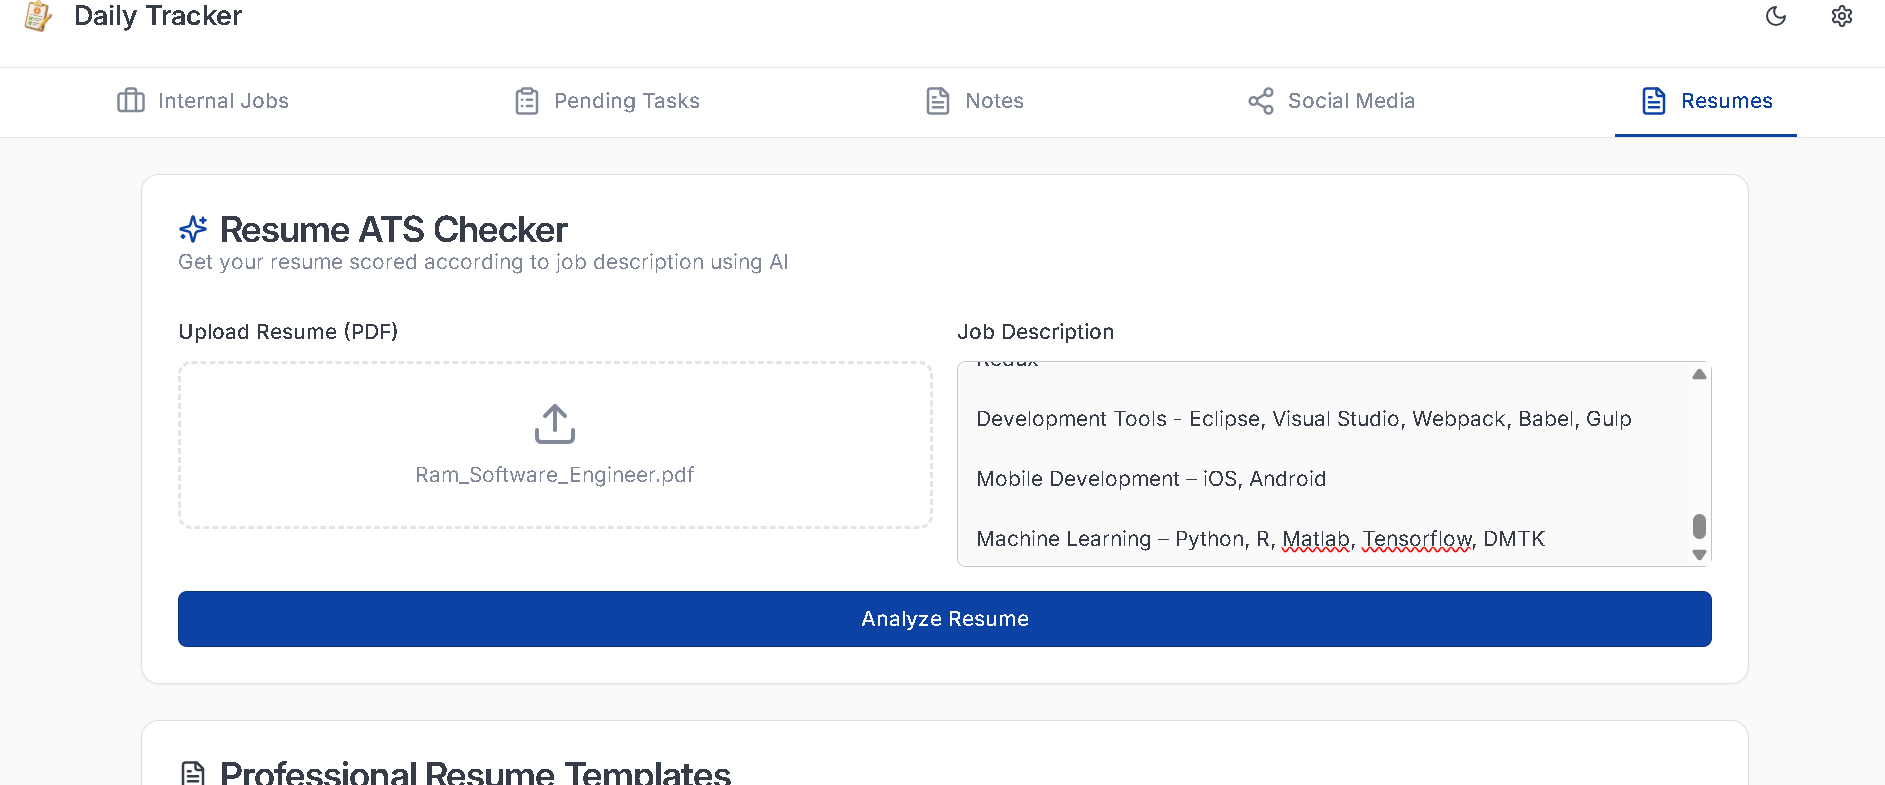 Daily Tracker
Internal Jobs
Pending Tasks
Notes
Social Media
Resumes
Resume ATS Checker
Get your resume scored according to job description using AI
Upload Resume (PDF)
Job Description
Ram_Software_Engineer.pdf
Redux
Development Tools - Eclipse, Visual Studio, Webpack, Babel, Gulp
Mobile Development – iOS, Android
Machine Learning – Python, R, Matlab, Tensorflow, DMTK
Analyze Resume
Professional Resume Templates